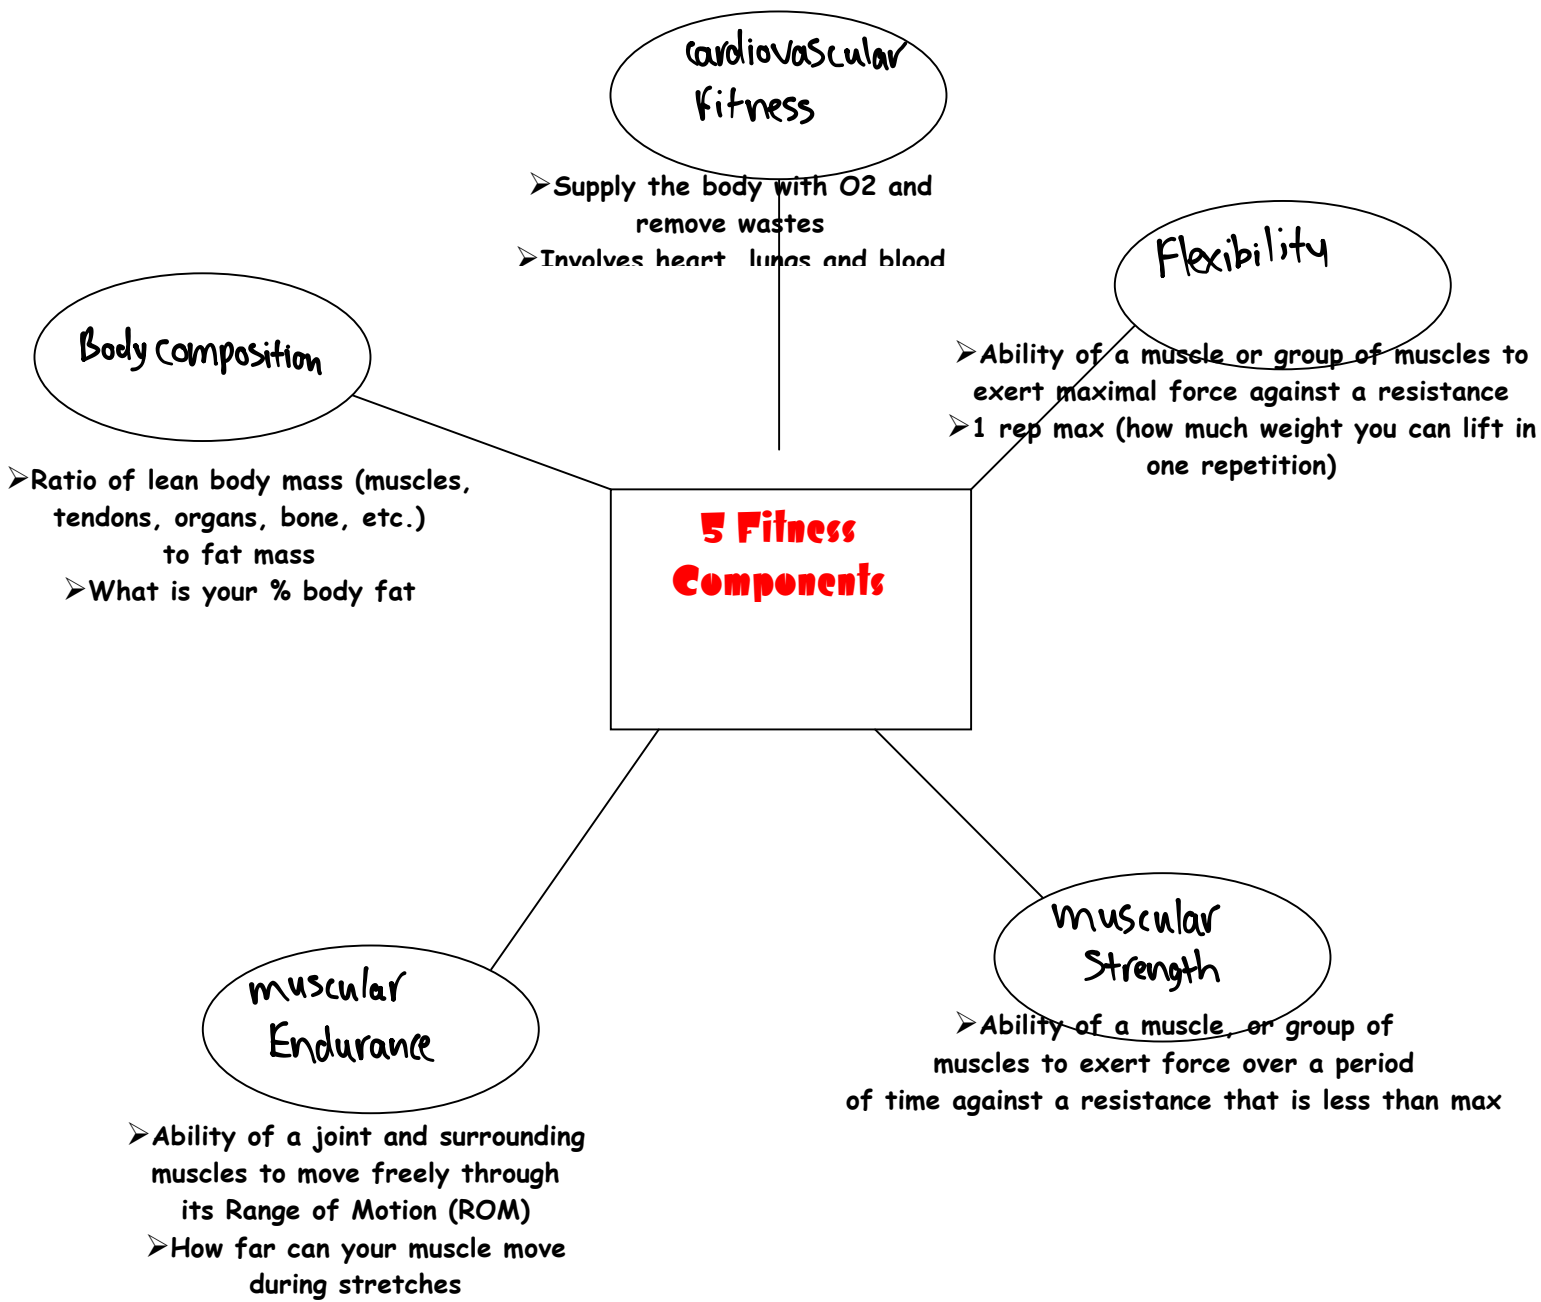 cardiovascular
Fitness
➢Supply the body with O2 and
remove wastes
➢Involves heart, lungs and blood
Flexibility
➢Ability of a muscle or group of muscles to
exert maximal force against a resistance
➢1 rep max (how much weight you can lift in
one repetition)
Body composition
➢Ratio of lean body mass (muscles,
tendons, organs, bone, etc.)
to fat mass
➢What is your % body fat
5 Fitness
Components
muscular
Strength
➢Ability of a muscle, or group of
muscles to exert force over a period
of time against a resistance that is less than max
muscular
Endurance
➢Ability of a joint and surrounding
muscles to move freely through
its Range of Motion (ROM)
➢How far can your muscle move
during stretches